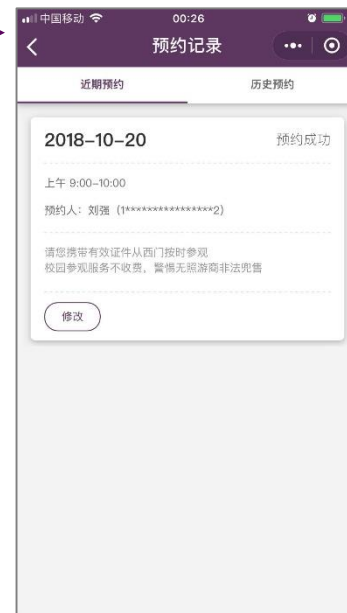 中国移动 00:26
预约记录
近期预约 历史预约
2018-10-20 预约成功
上午 9:00-10:00
预约人：刘强（1****************2）
请您携带有效证件从西门按时参观
校园参观服务不收费，警惕无照游商非法兜售
修改